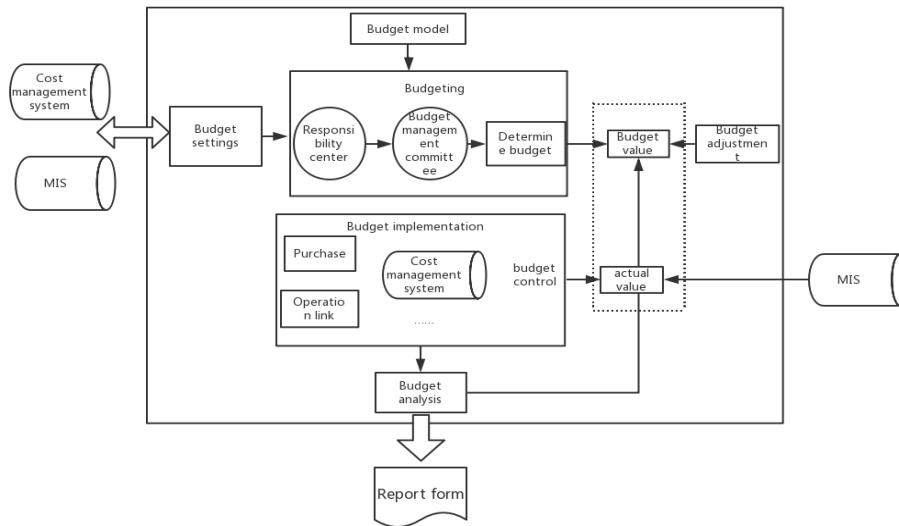 Budget model
Cost
management
system
Budgeting
Budget
settings
Responsi
bility
center
Budget
manage
ment
committ
ee
Determin
e budget
Budget
value
Budget
adjustmen
t
MIS
Budget implementation
Purchase
Cost
management
system
budget
control
actual
value
MIS
Operatio
n link
......
Budget
analysis
Report form